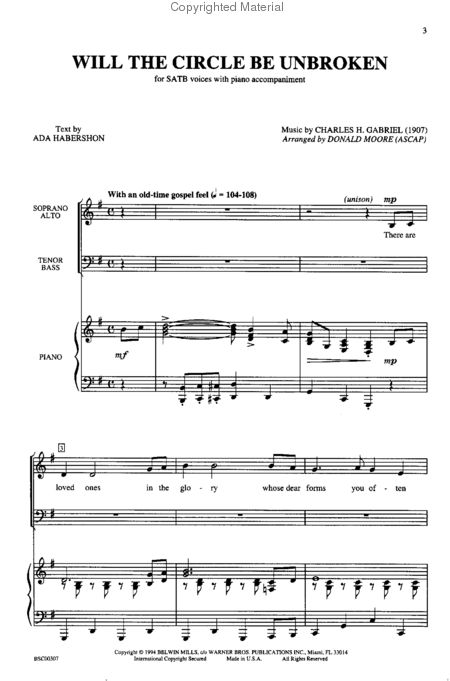 Copyrighted Material
3
WILL THE CIRCLE BE UNBROKEN
for SATB voices with piano accompaniment
Text by
ADA HABERSHON
Music by CHARLES H. GABRIEL (1907)
Arranged by DONALD MOORE (ASCAP)
With an old-time gospel feel (♩ = 104-108)
(unison) mp
SOPRANO
ALTO
There are
TENOR
BASS
PIANO
mf
mp
3
loved ones in the glo - ry whose dear forms you of - ten
Copyright © 1994 BELWIN MILLS, c/o WARNER BROS. PUBLICATIONS INC., Miami, FL 33014
BSC00307
International Copyright Secured Made in U.S.A. All Rights Reserved